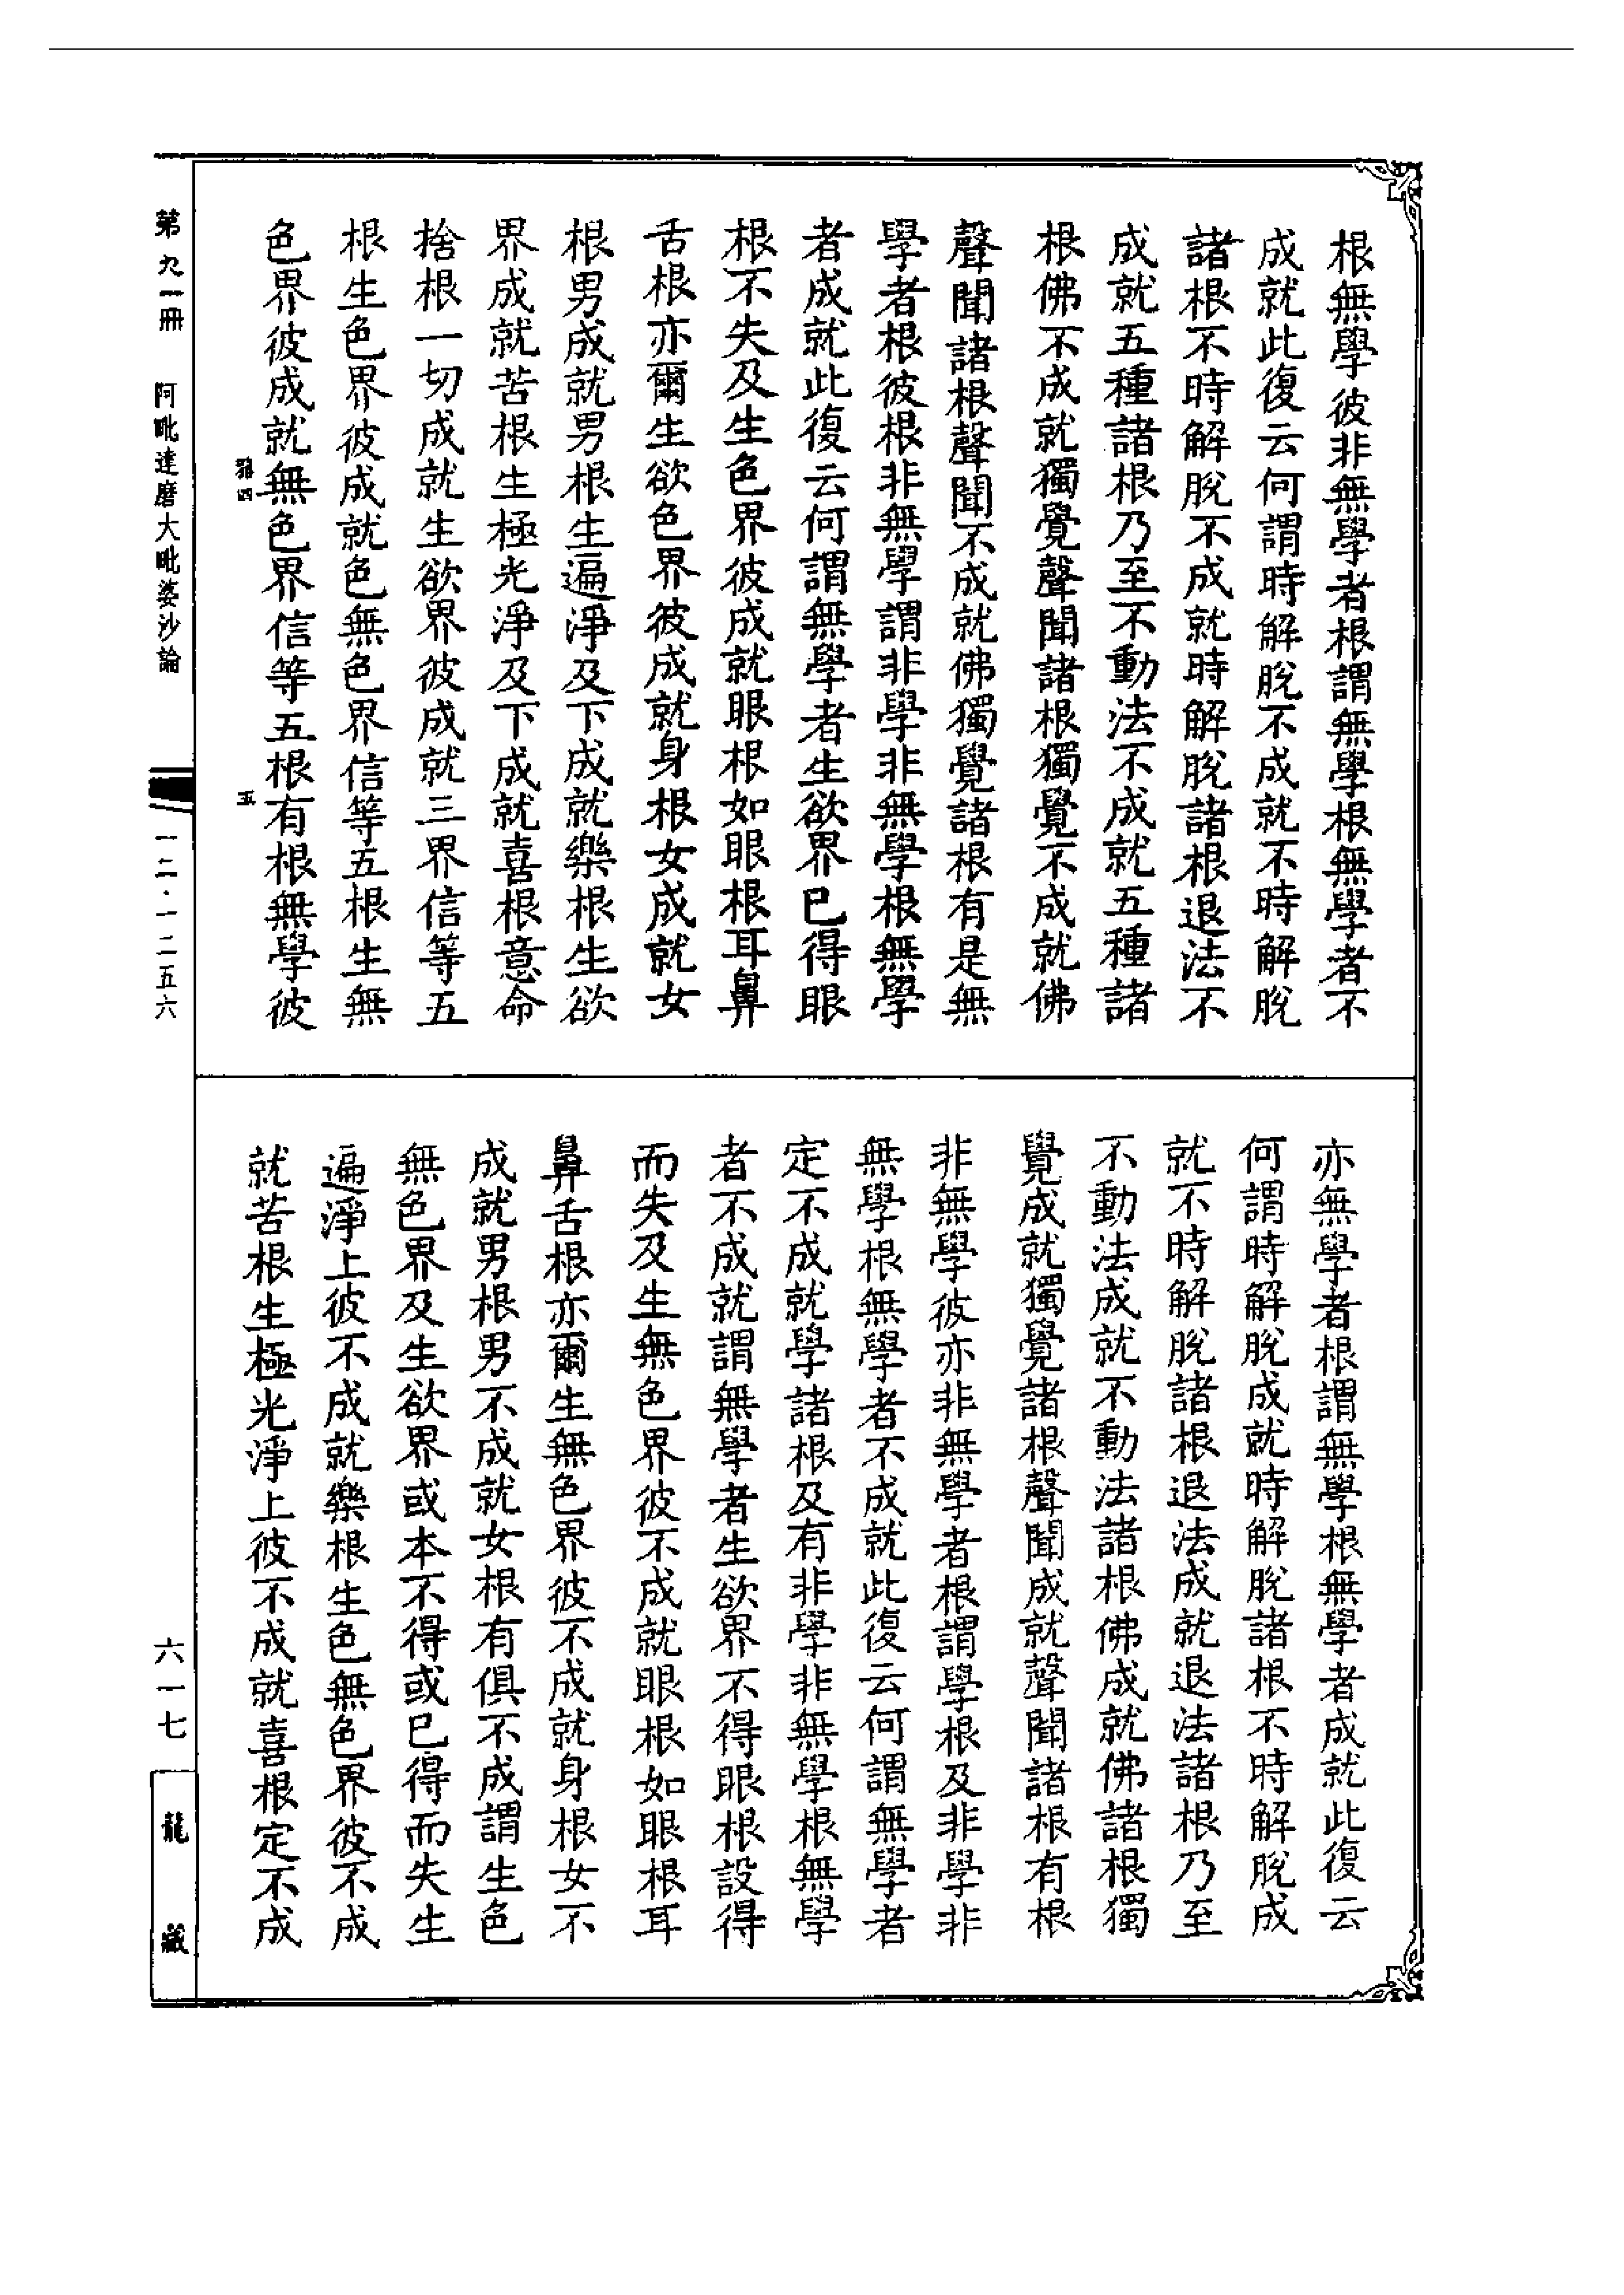 根無學彼非無學者根謂無學根無學者不
成就此復云何謂時解脫不成就不時解脫
諸根不時解脫不成就時解脫諸根退法不
成就五種諸根乃至不動法不成就五種諸
根佛不成就獨覺聲聞諸根獨覺不成就佛
聲聞諸根聲聞不成就佛獨覺諸根有是無
學者根彼根非無學謂非學非無學根無學
者成就此復云何謂無學者生欲界已得眼
根不失及生色界彼成就眼根如眼根耳鼻
舌根亦爾生欲色界彼成就身根女成就女
根男成就男根生遍淨及下成就樂根生欲
界成就苦根生極光淨及下成就喜根意命
捨根一切成就生欲界彼成就三界信等五
根生色界彼成就色無色界信等五根生無
色界彼成就無色界信等五根有根無學彼
亦無學者根謂無學根無學者成就此復云
何謂時解脫成就時解脫諸根不時解脫成
就不時解脫諸根退法成就退法諸根乃至
不動法成就不動法諸根佛成就佛諸根獨
覺成就獨覺諸根聲聞成就聲聞諸根有根
非無學彼亦非無學者根謂學根及非學非
無學根無學者不成就此復云何謂無學者
定不成就學諸根及有非學非無學根無學
者不成就謂無學者生欲界不得眼根設得
而失及生無色界彼不成就眼根如眼根耳
鼻舌根亦爾生無色界彼不成就身根女不
成就男根男不成就女根有俱不成謂生色
無色界及生欲界或本不得或已得而失生
遍淨上彼不成就樂根生色無色界彼不成
就苦根生極光淨上彼不成就喜根定不成
第九一冊 阿毗達磨大毗婆沙論
五
一二·一二五六
六一七
龍藏